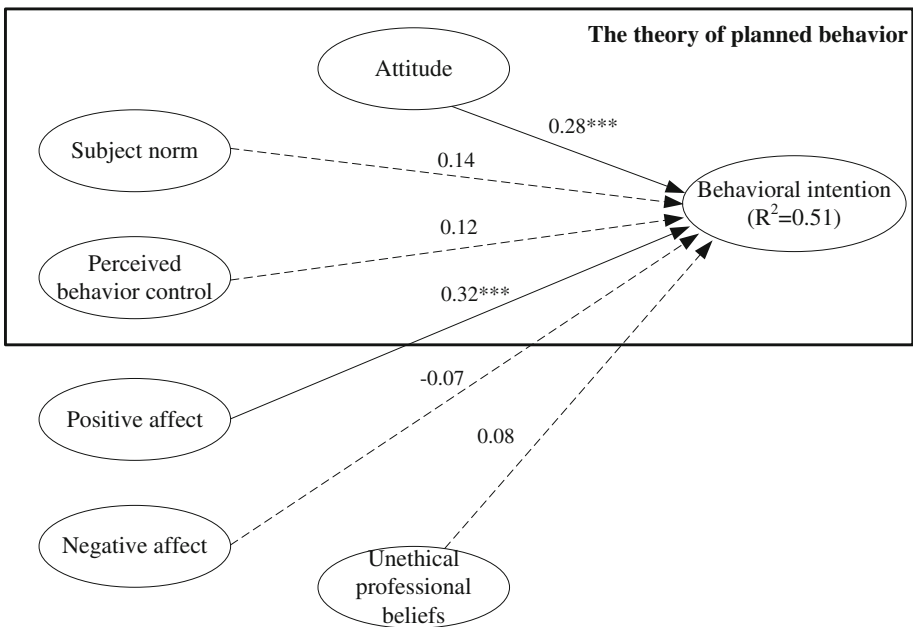 The theory of planned behavior
Attitude
0.28***
Subject norm
0.14
Behavioral intention
(R²=0.51)
0.12
Perceived
behavior control
0.32***
-0.07
Positive affect
0.08
Negative affect
Unethical
professional
beliefs